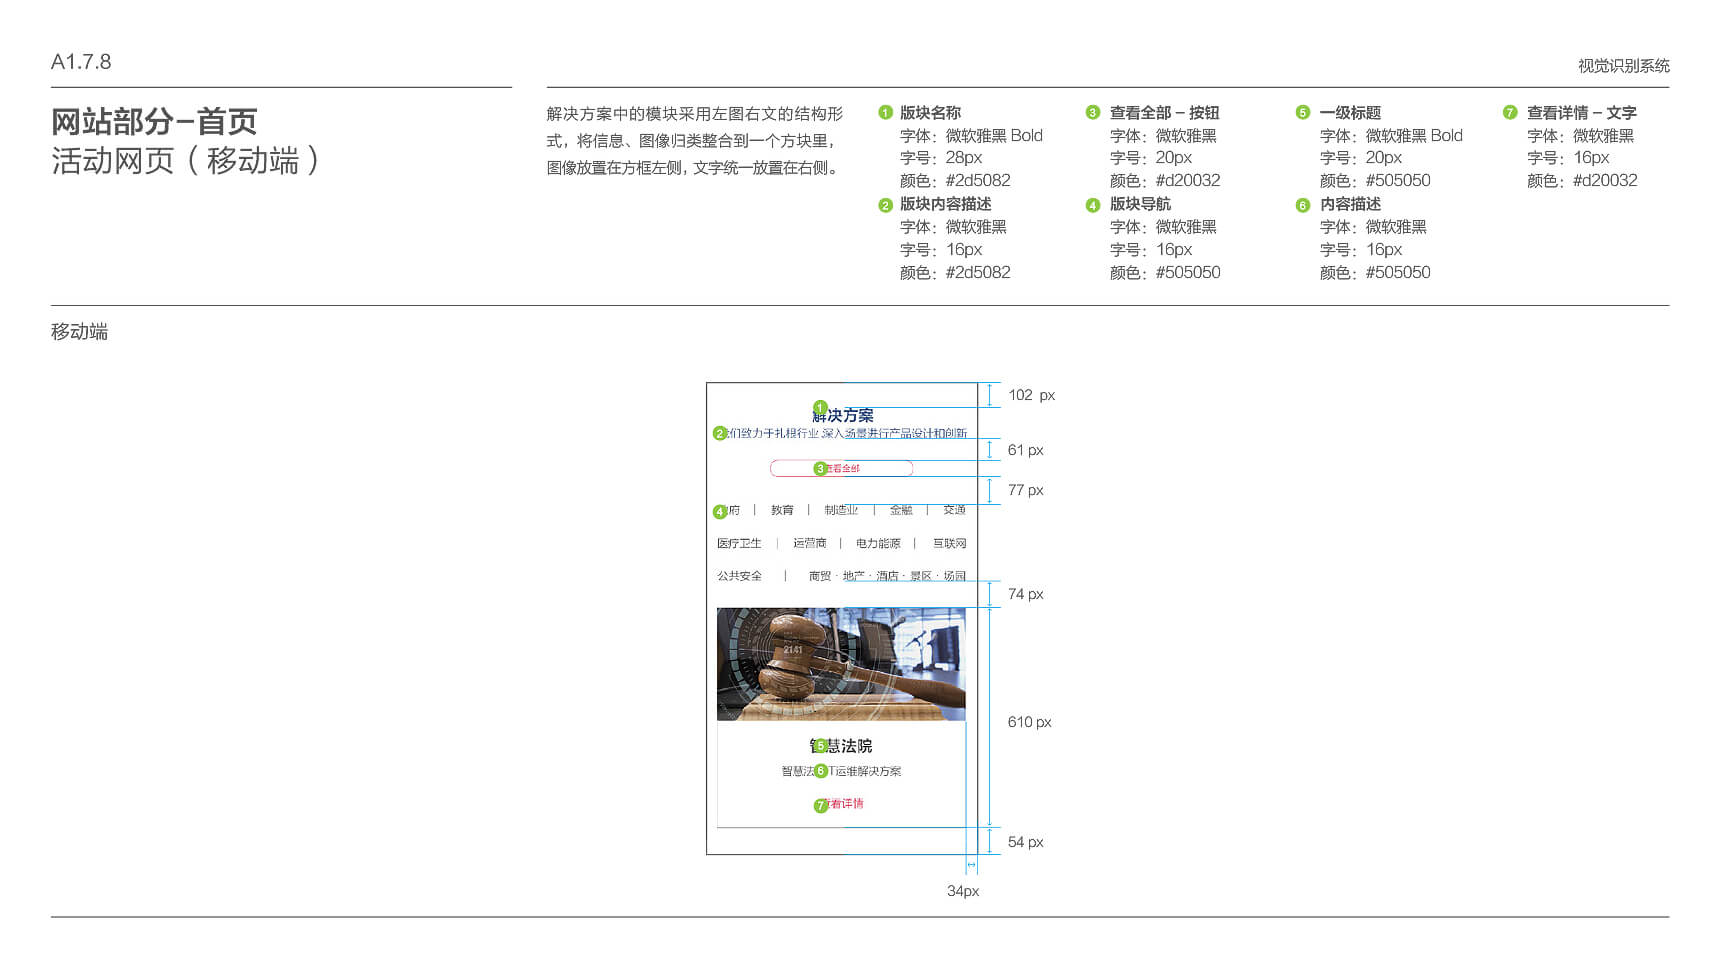 A1.7.8
视觉识别系统
网站部分–首页
活动网页（移动端）
解决方案中的模块采用左图右文的结构形
式，将信息、图像归类整合到一个方块里，
图像放置在方框左侧，文字统一放置在右侧。
1 版块名称
字体：微软雅黑 Bold
字号：28px
颜色：#2d5082
2 版块内容描述
字体：微软雅黑
字号：16px
颜色：#2d5082
3 查看全部 – 按钮
字体：微软雅黑
字号：20px
颜色：#d20032
4 版块导航
字体：微软雅黑
字号：16px
颜色：#505050
5 一级标题
字体：微软雅黑 Bold
字号：20px
颜色：#505050
6 内容描述
字体：微软雅黑
字号：16px
颜色：#505050
7 查看详情 – 文字
字体：微软雅黑
字号：16px
颜色：#d20032
移动端
102 px
1
解决方案
2 们致力于扎根行业,深入场景进行产品设计和创新
61 px
3 查看全部
77 px
4 府 | 教育 | 制造业 | 金融 | 交通
医疗卫生 | 运营商 | 电力能源 | 互联网
公共安全 | 商贸 · 地产 · 酒店 · 景区 · 场园
74 px
21:41
610 px
5 慧法院
智慧法 6 T运维解决方案
7 看详情
54 px
34px